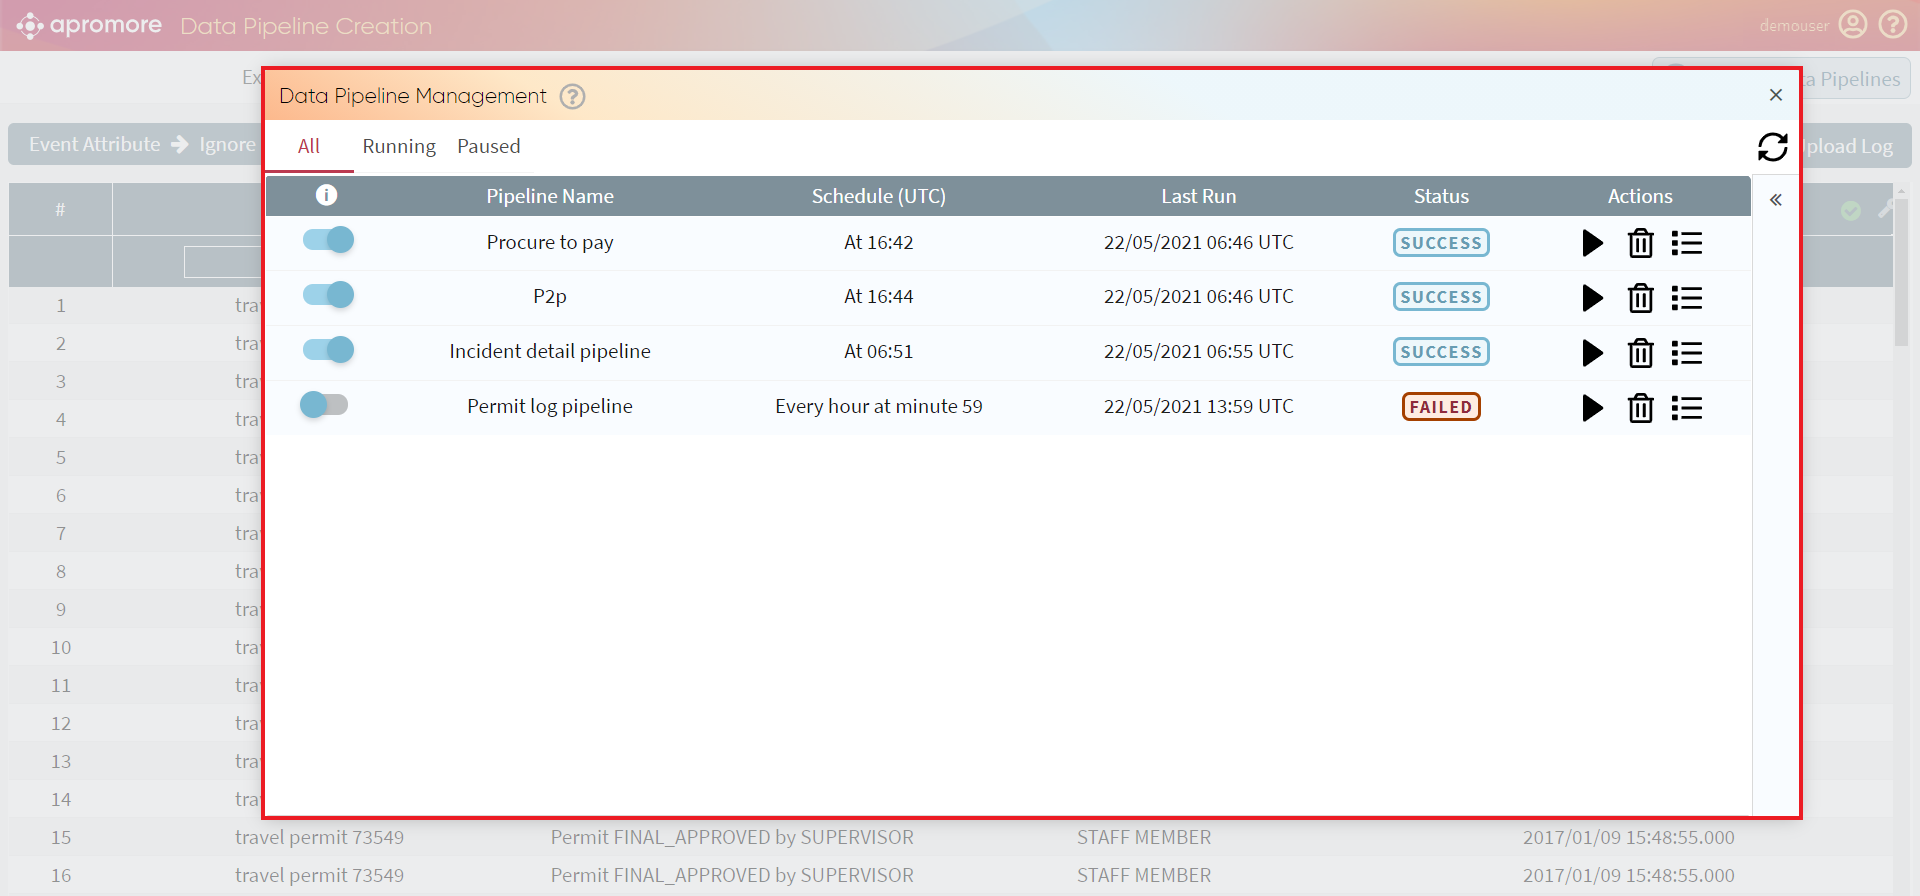 apromore Data Pipeline Creation demouser
Ex
a Pipelines
Data Pipeline Management
All Running Paused
Event Attribute Ignore
pload Log
# Pipeline Name Schedule (UTC) Last Run Status Actions
Procure to pay At 16:42 22/05/2021 06:46 UTC SUCCESS
P2p At 16:44 22/05/2021 06:46 UTC SUCCESS
1 tra
2 tra
Incident detail pipeline At 06:51 22/05/2021 06:55 UTC SUCCESS
3 tra
Permit log pipeline Every hour at minute 59 22/05/2021 13:59 UTC FAILED
4 tra
5 tra
6 tra
7 tra
8 tra
9 tra
10 tra
11 tra
12 tra
13 tra
14 tra
15 travel permit 73549 Permit FINAL_APPROVED by SUPERVISOR STAFF MEMBER 2017/01/09 15:48:55.000
16 travel permit 73549 Permit FINAL_APPROVED by SUPERVISOR STAFF MEMBER 2017/01/09 15:48:55.000